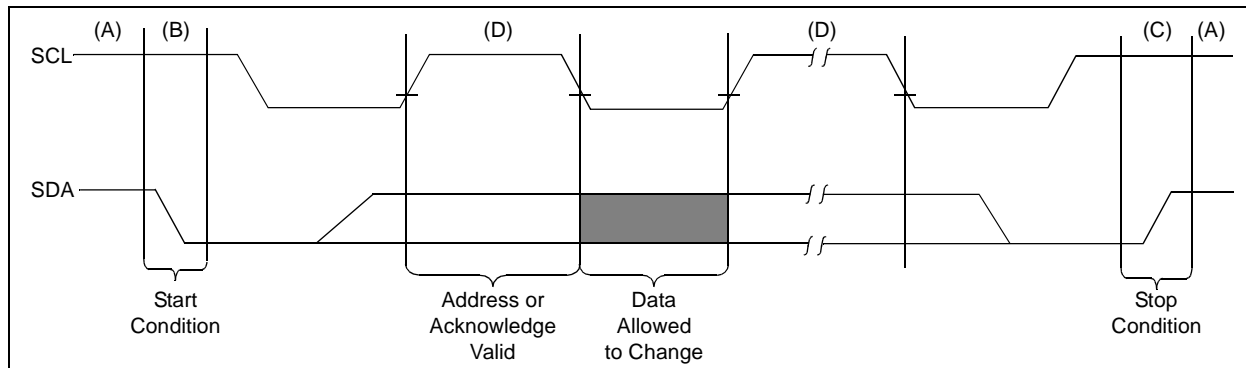 (A) (B) (D) (D) (C) (A)
SCL
SDA
Start
Condition
Address or
Acknowledge
Valid
Data
Allowed
to Change
Stop
Condition